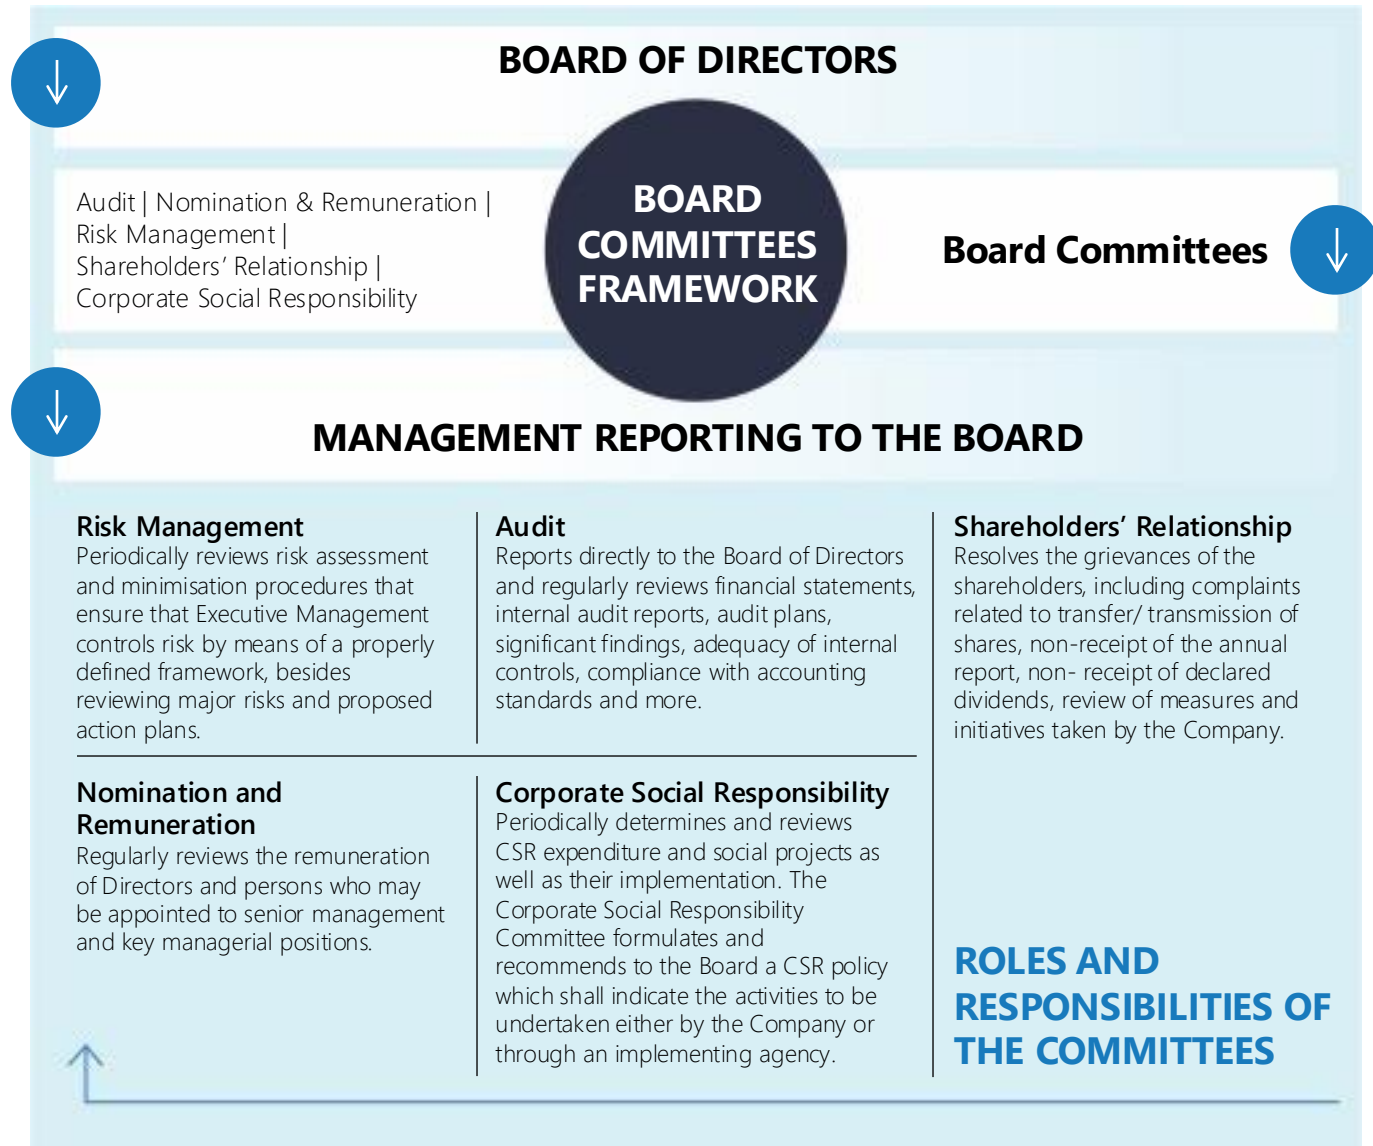 BOARD OF DIRECTORS
Audit | Nomination & Remuneration |
Risk Management |
Shareholders’ Relationship |
Corporate Social Responsibility
BOARD
COMMITTEES
FRAMEWORK
Board Committees
MANAGEMENT REPORTING TO THE BOARD
Risk Management
Periodically reviews risk assessment
and minimisation procedures that
ensure that Executive Management
controls risk by means of a properly
defined framework, besides
reviewing major risks and proposed
action plans.
Audit
Reports directly to the Board of Directors
and regularly reviews financial statements,
internal audit reports, audit plans,
significant findings, adequacy of internal
controls, compliance with accounting
standards and more.
Shareholders’ Relationship
Resolves the grievances of the
shareholders, including complaints
related to transfer/ transmission of
shares, non-receipt of the annual
report, non- receipt of declared
dividends, review of measures and
initiatives taken by the Company.
Nomination and
Remuneration
Regularly reviews the remuneration
of Directors and persons who may
be appointed to senior management
and key managerial positions.
Corporate Social Responsibility
Periodically determines and reviews
CSR expenditure and social projects as
well as their implementation. The
Corporate Social Responsibility
Committee formulates and
recommends to the Board a CSR policy
which shall indicate the activities to be
undertaken either by the Company or
through an implementing agency.
ROLES AND
RESPONSIBILITIES OF
THE COMMITTEES